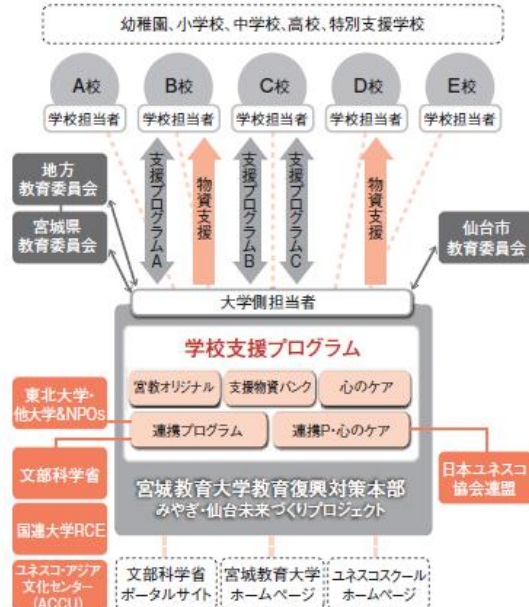 幼稚園、小学校、中学校、高校、特別支援学校
A校
B校
C校
D校
E校
学校担当者
学校担当者
学校担当者
学校担当者
学校担当者
支援プログラムA
物資支援
支援プログラムB
支援プログラムC
物資支援
地方
教育委員会
宮城県
教育委員会
仙台市
教育委員会
大学側担当者
学校支援プログラム
宮教オリジナル
支援物資バンク
心のケア
連携プログラム
連携P・心のケア
東北大学・
他大学&NPOs
文部科学省
国連大学RCE
ユネスコ・アジア
文化センター
(ACCU)
日本ユネスコ
協会連盟
宮城教育大学教育復興対策本部
みやぎ・仙台未来づくりプロジェクト
文部科学省
ポータルサイト
宮城教育大学
ホームページ
ユネスコスクール
ホームページ